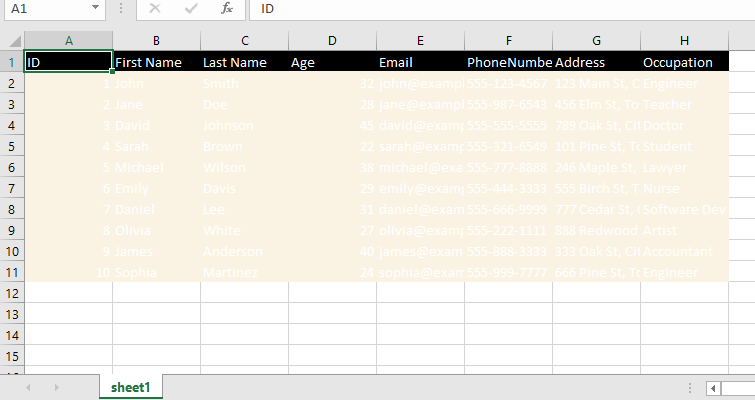 A1 fx ID
A B C D E F G H
1 ID First Name Last Name Age Email PhoneNumbe Address Occupation
2 1 John Smith 32 john@exampl 555-123-4567 123 Main St, C Engineer
3 2 Jane Doe 28 jane@exampl 555-987-6543 456 Elm St, To Teacher
4 3 David Johnson 45 david@examp 555-555-5555 789 Oak St, Cit Doctor
5 4 Sarah Brown 22 sarah@examp 555-321-6549 101 Pine St, To Student
6 5 Michael Wilson 38 michael@exa 555-777-8888 246 Maple St, Lawyer
7 6 Emily Davis 29 emily@examp 555-444-3333 555 Birch St, T Nurse
8 7 Daniel Lee 31 daniel@exam 555-666-9999 777 Cedar St, Software Dev
9 8 Olivia White 27 olivia@examp 555-222-1111 888 Redwood Artist
10 9 James Anderson 40 james@exam 555-888-3333 333 Oak St, Cit Accountant
11 10 Sophia Martinez 24 sophia@exam 555-999-7777 666 Pine St, To Engineer
12
13
14
15
sheet1